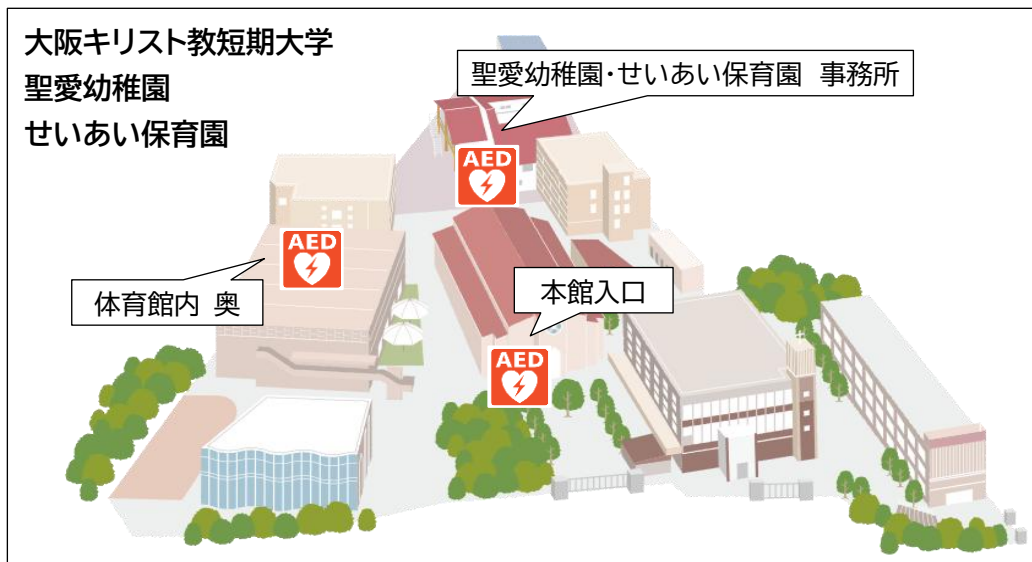 大阪キリスト教短期大学
聖愛幼稚園
せいあい保育園
聖愛幼稚園・せいあい保育園　事務所
AED
AED
体育館内　奥
本館入口
AED